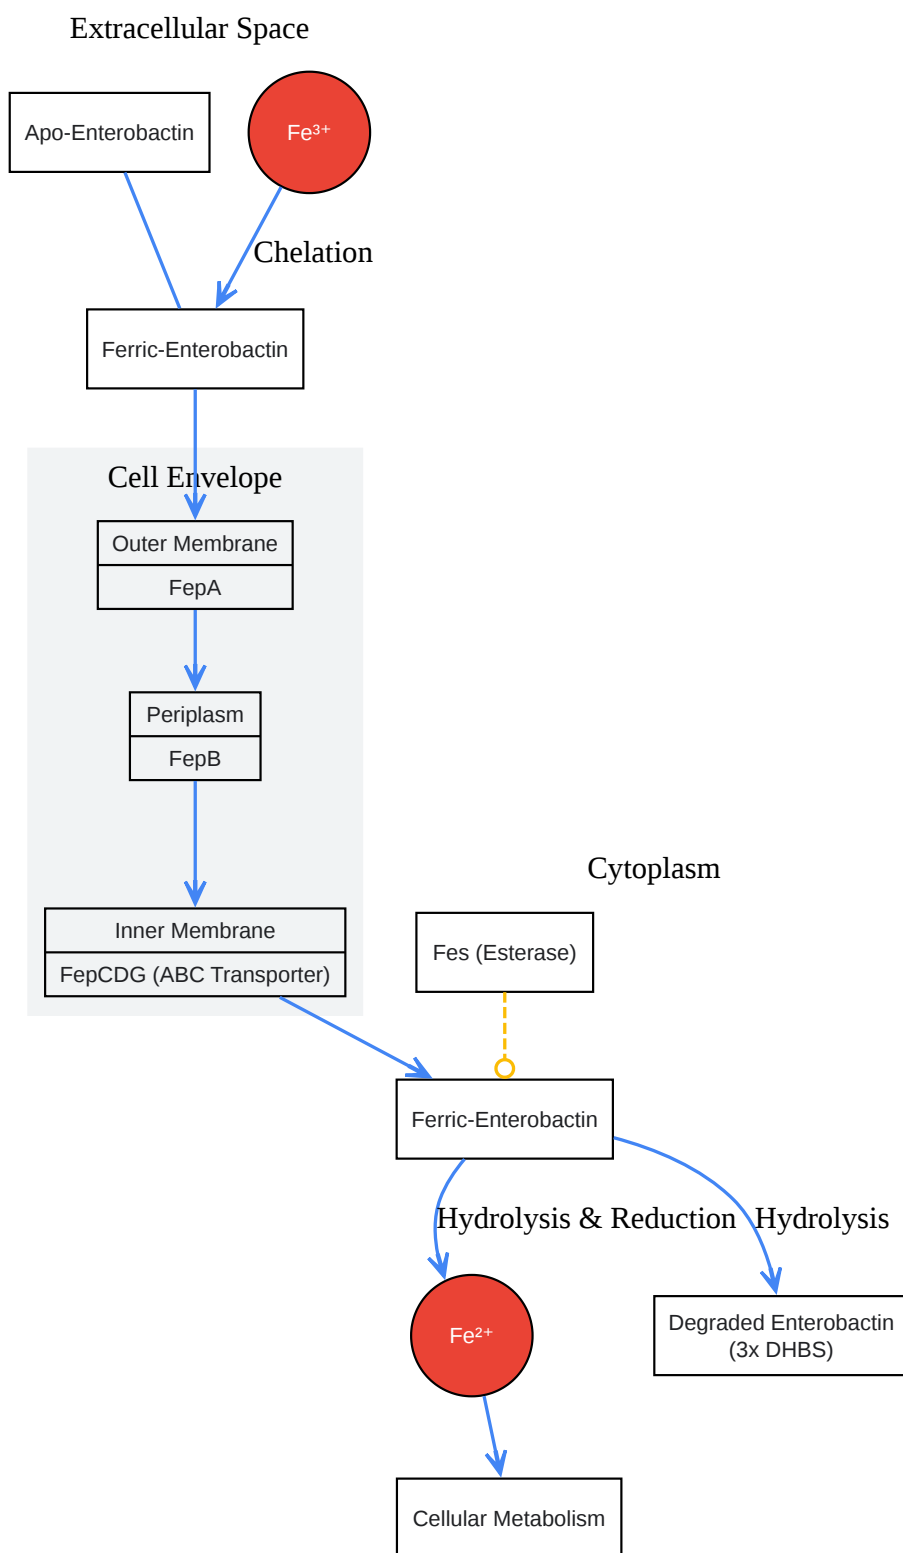 Extracellular Space
Apo-Enterobactin
Fe³⁺
Chelation
Ferric-Enterobactin
Cell Envelope
Outer Membrane
FepA
Periplasm
FepB
Inner Membrane
FepCDG (ABC Transporter)
Cytoplasm
Fes (Esterase)
Ferric-Enterobactin
Hydrolysis & Reduction
Hydrolysis
Fe²⁺
Degraded Enterobactin
(3x DHBS)
Cellular Metabolism